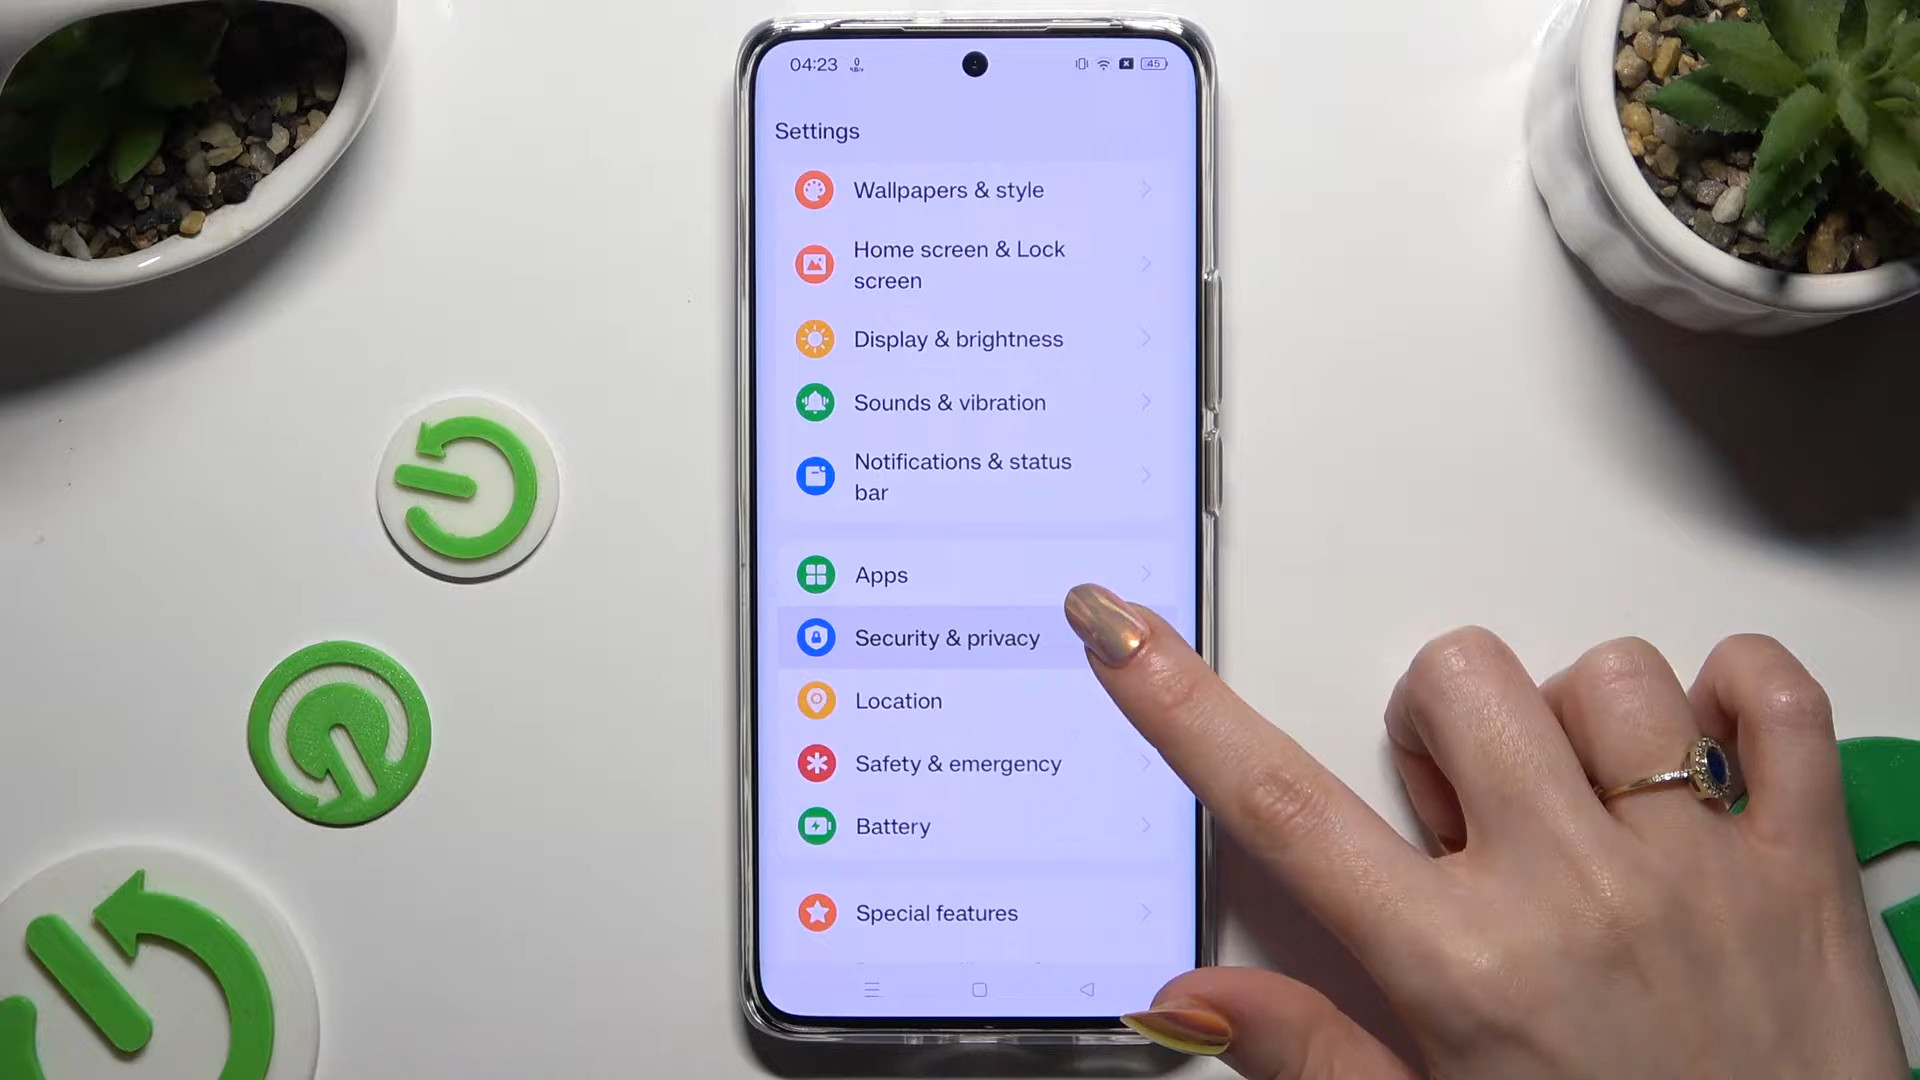 04:23
45
Settings
Wallpapers & style
Home screen & Lock
screen
Display & brightness
Sounds & vibration
Notifications & status
bar
Apps
Security & privacy
Location
Safety & emergency
Battery
Special features